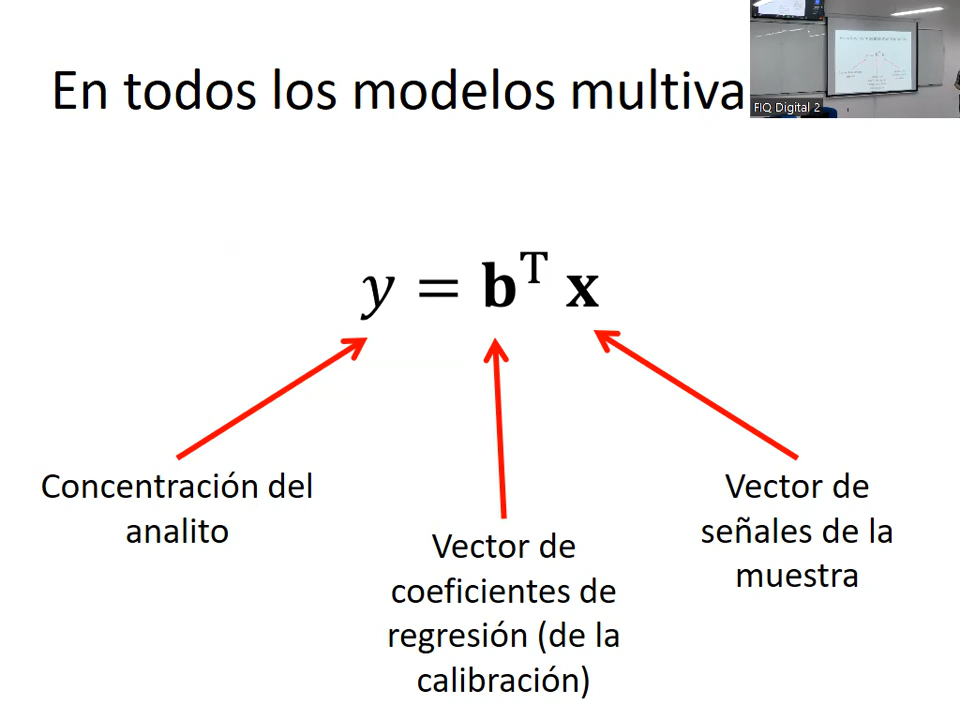 En todos los modelos multiva
FIQ Digital 2
y = bᵀ x
Concentración del
analito
Vector de
coeficientes de
regresión (de la
calibración)
Vector de
señales de la
muestra